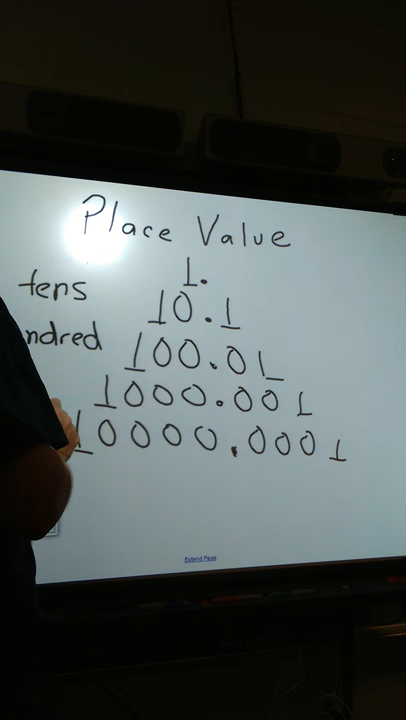 Place Value
1.
tens 10.1
ndred 100.01
1000.001
10000.0001
Extend Page